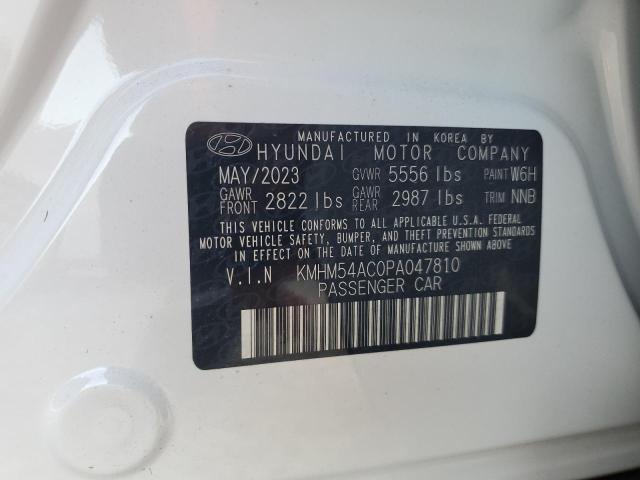 MANUFACTURED IN KOREA BY
HYUNDAI MOTOR COMPANY
MAY/2023 GVWR 5556 lbs PAINT W6H
GAWR FRONT 2822 lbs GAWR REAR 2987 lbs TRIM NNB
THIS VEHICLE CONFORMS TO ALL APPLICABLE U.S.A. FEDERAL
MOTOR VEHICLE SAFETY, BUMPER, AND THEFT PREVENTION STANDARDS
IN EFFECT ON THE DATE OF MANUFACTURE SHOWN ABOVE.
V.I.N KMHM54AC0PA047810
PASSENGER CAR